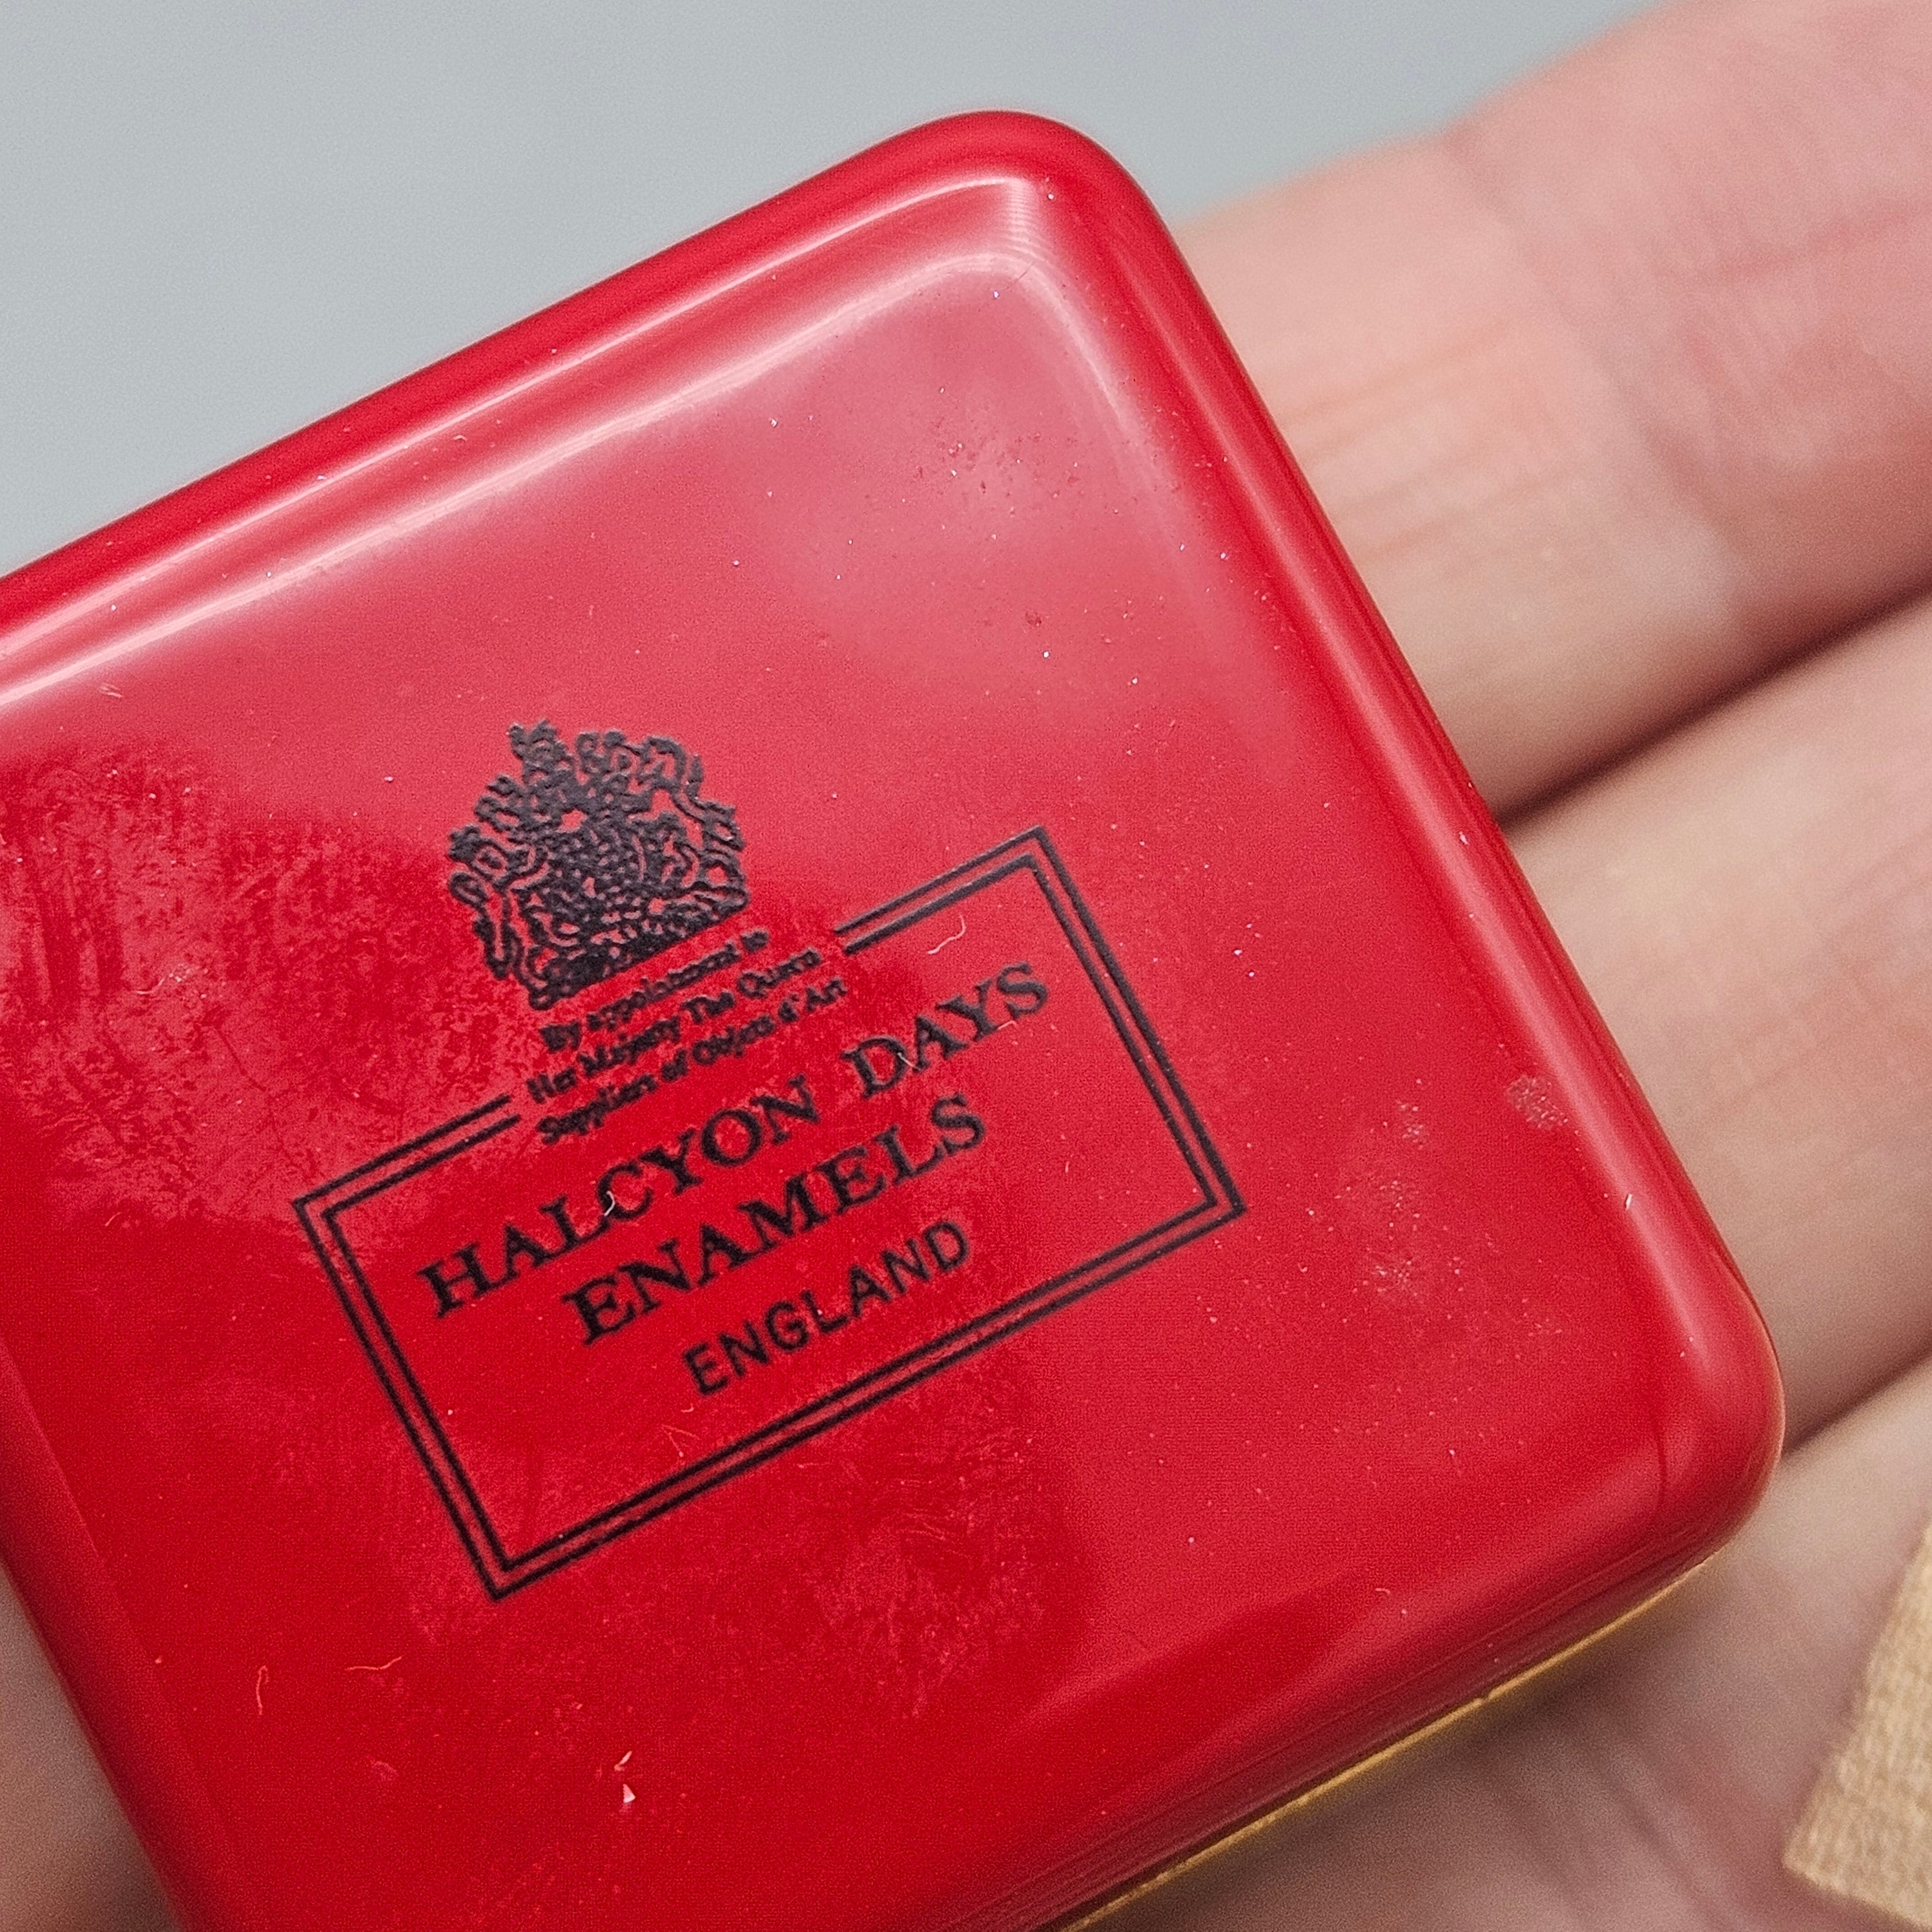 By appointment to
Her Majesty The Queen
Suppliers of Objets d'Art
HALCYON DAYS
ENAMELS
ENGLAND